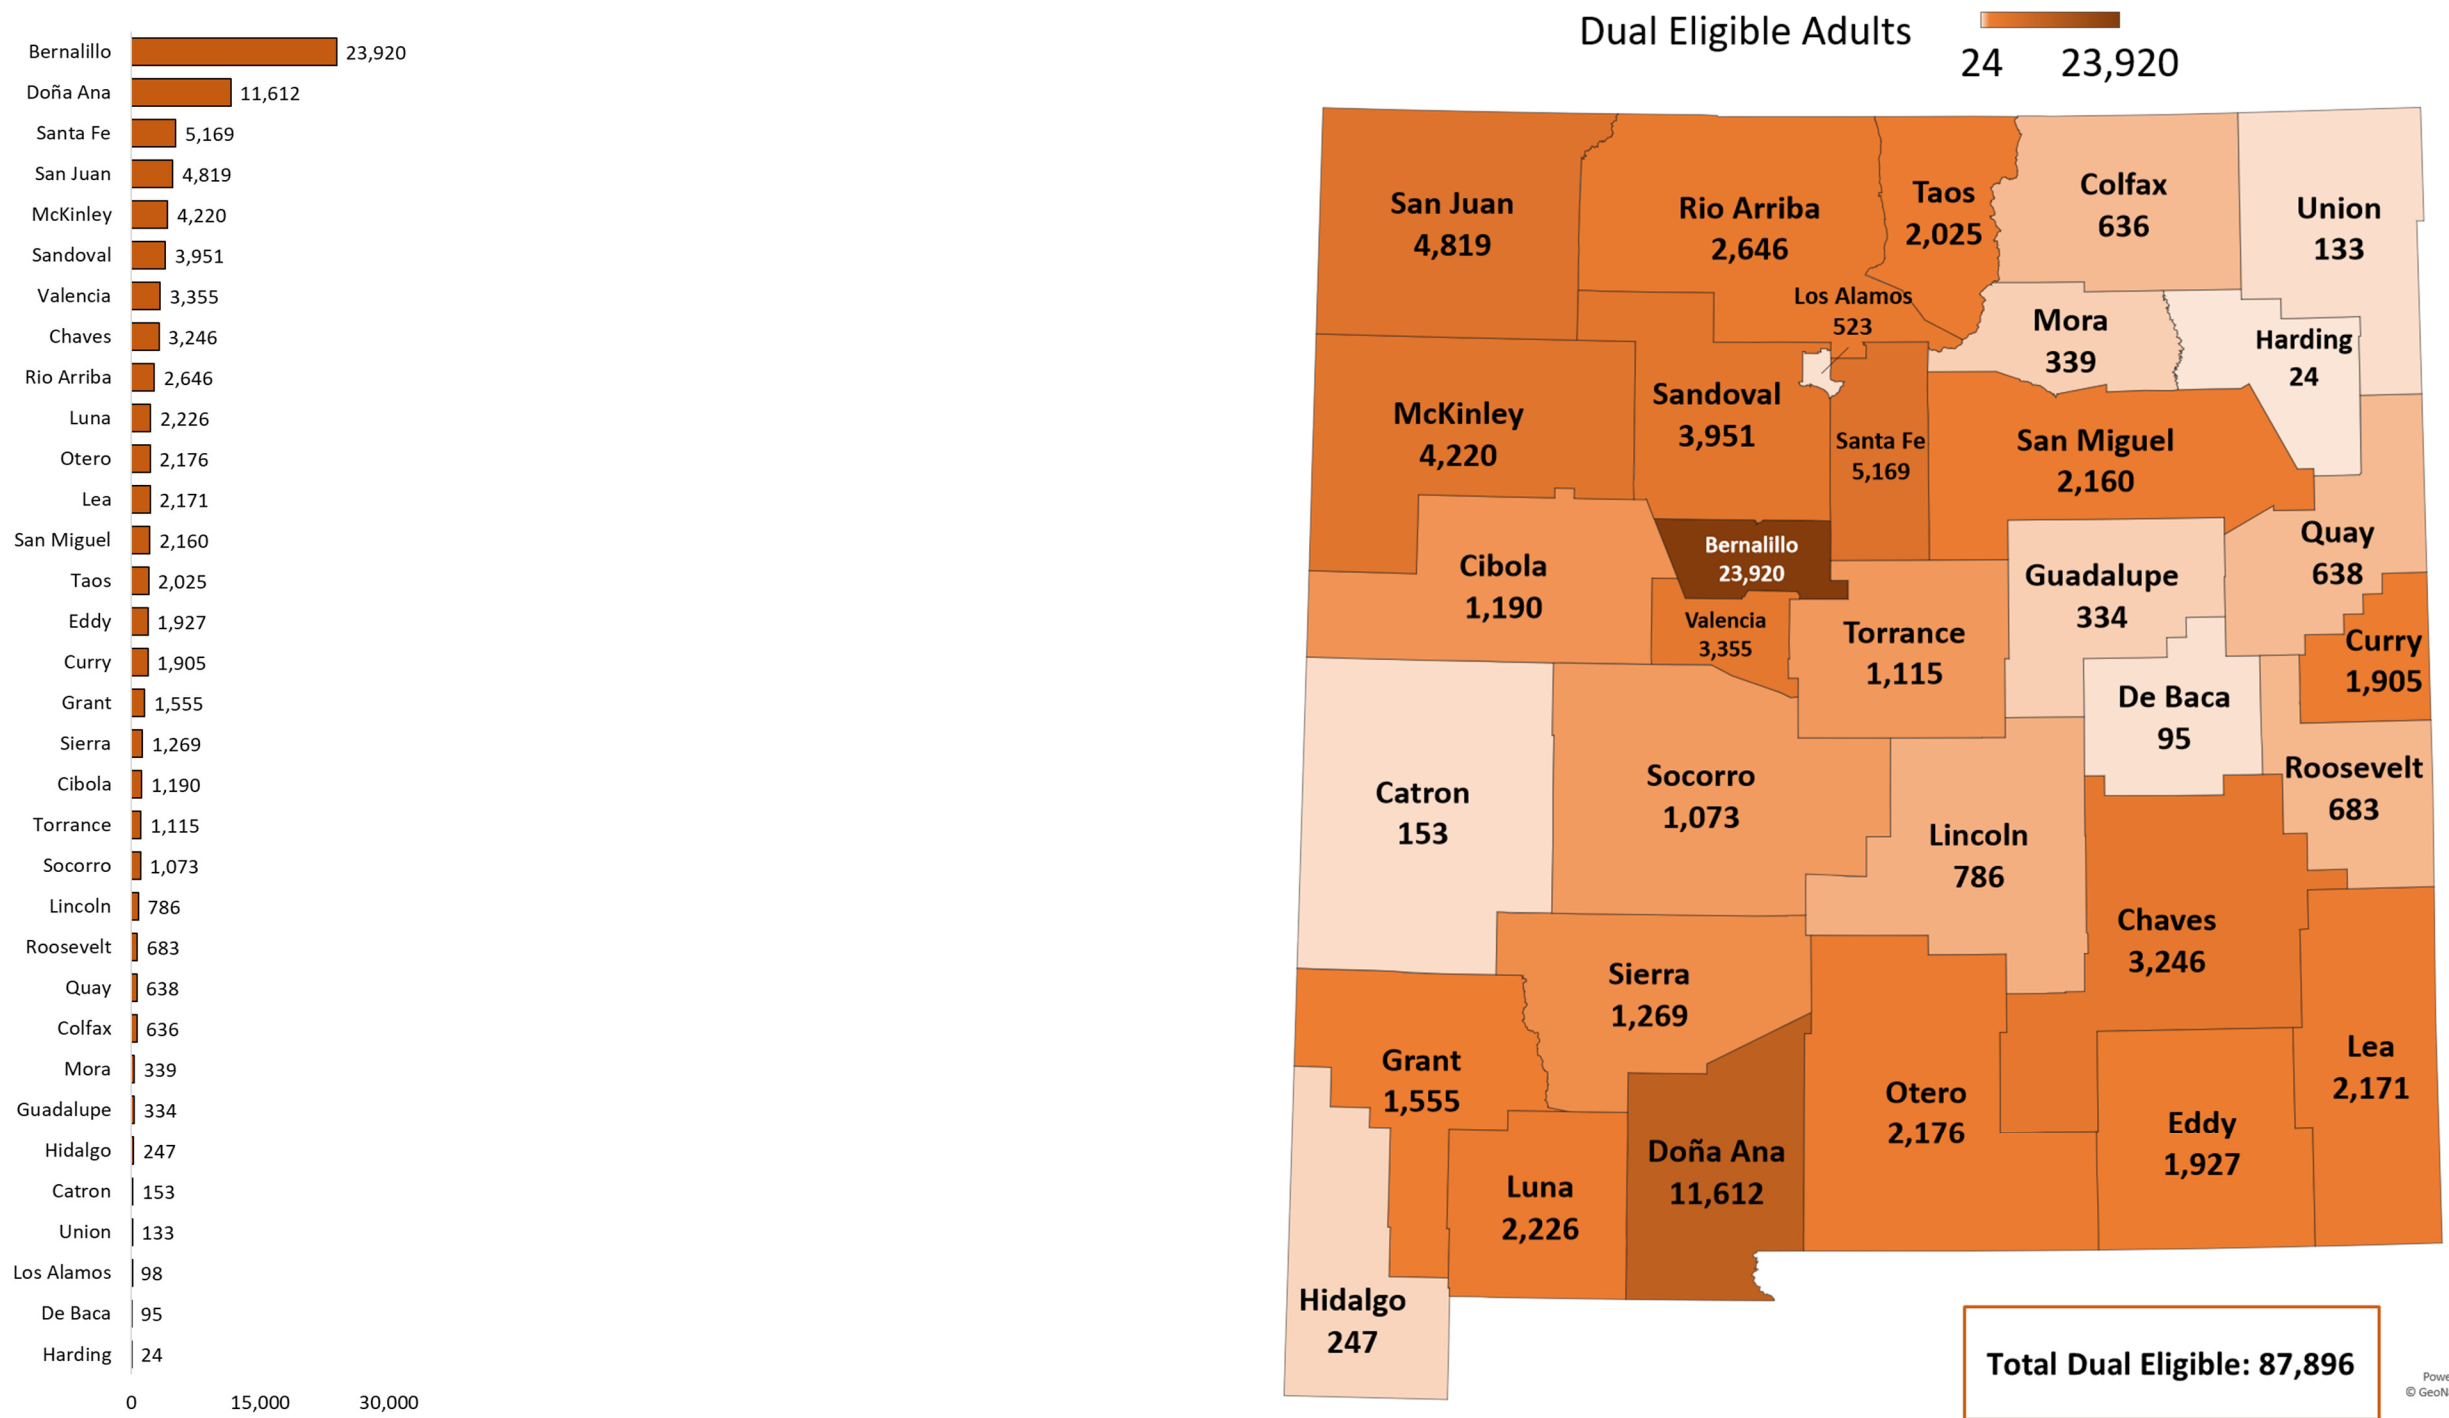 Bernalillo 23,920
Doña Ana 11,612
Santa Fe 5,169
San Juan 4,819
McKinley 4,220
Sandoval 3,951
Valencia 3,355
Chaves 3,246
Rio Arriba 2,646
Luna 2,226
Otero 2,176
Lea 2,171
San Miguel 2,160
Taos 2,025
Eddy 1,927
Curry 1,905
Grant 1,555
Sierra 1,269
Cibola 1,190
Torrance 1,115
Socorro 1,073
Lincoln 786
Roosevelt 683
Quay 638
Colfax 636
Mora 339
Guadalupe 334
Hidalgo 247
Catron 153
Union 133
Los Alamos 98
De Baca 95
Harding 24
0 15,000 30,000
Dual Eligible Adults
24 23,920
San Juan
4,819
Rio Arriba
2,646
Taos
2,025
Colfax
636
Union
133
Los Alamos
523
Mora
339
Harding
24
McKinley
4,220
Sandoval
3,951
Santa Fe
5,169
San Miguel
2,160
Quay
638
Bernalillo
23,920
Cibola
1,190
Guadalupe
334
Valencia
3,355
Torrance
1,115
Curry
1,905
De Baca
95
Catron
153
Socorro
1,073
Roosevelt
683
Lincoln
786
Chaves
3,246
Sierra
1,269
Grant
1,555
Lea
2,171
Otero
2,176
Eddy
1,927
Doña Ana
11,612
Luna
2,226
Hidalgo
247
Total Dual Eligible: 87,896
Powe
© GeoN